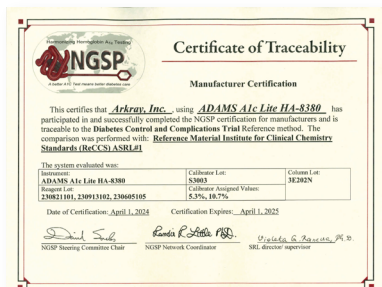 Harmonizing Hemoglobin A1c Testing
NGSP
A better A1C Test means better diabetes care
Certificate of Traceability
Manufacturer Certification
This certifies that Arkray, Inc. , using ADAMS A1c Lite HA-8380 has
participated in and successfully completed the NGSP certification for manufacturers and is
traceable to the Diabetes Control and Complications Trial Reference method. The
comparison was performed with: Reference Material Institute for Clinical Chemistry
Standards (ReCCS) ASRL#1
The system evaluated was:
Instrument: Calibrator Lot: Column Lot:
ADAMS A1c Lite HA-8380 S3003 3E202N
Reagent Lot: Calibrator Assigned Values:
230821101, 230913102, 230605105 5.3%, 10.7%
Date of Certification: April 1, 2024 Certification Expires: April 1, 2025
Randie R Little PhD. Violeta G. Raneva, Ph.D.
NGSP Steering Committee Chair NGSP Network Coordinator SRL director/ supervisor